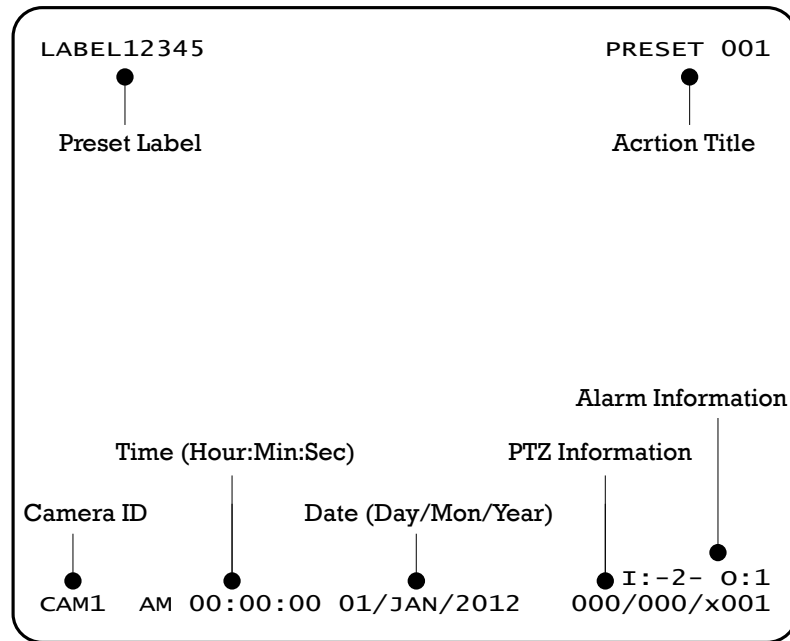 LABEL12345 PRESET 001
Preset Label Acrtion Title
Alarm Information
Time (Hour:Min:Sec) PTZ Information
Camera ID Date (Day/Mon/Year)
I:-2- O:1
CAM1 AM 00:00:00 01/JAN/2012 000/000/x001